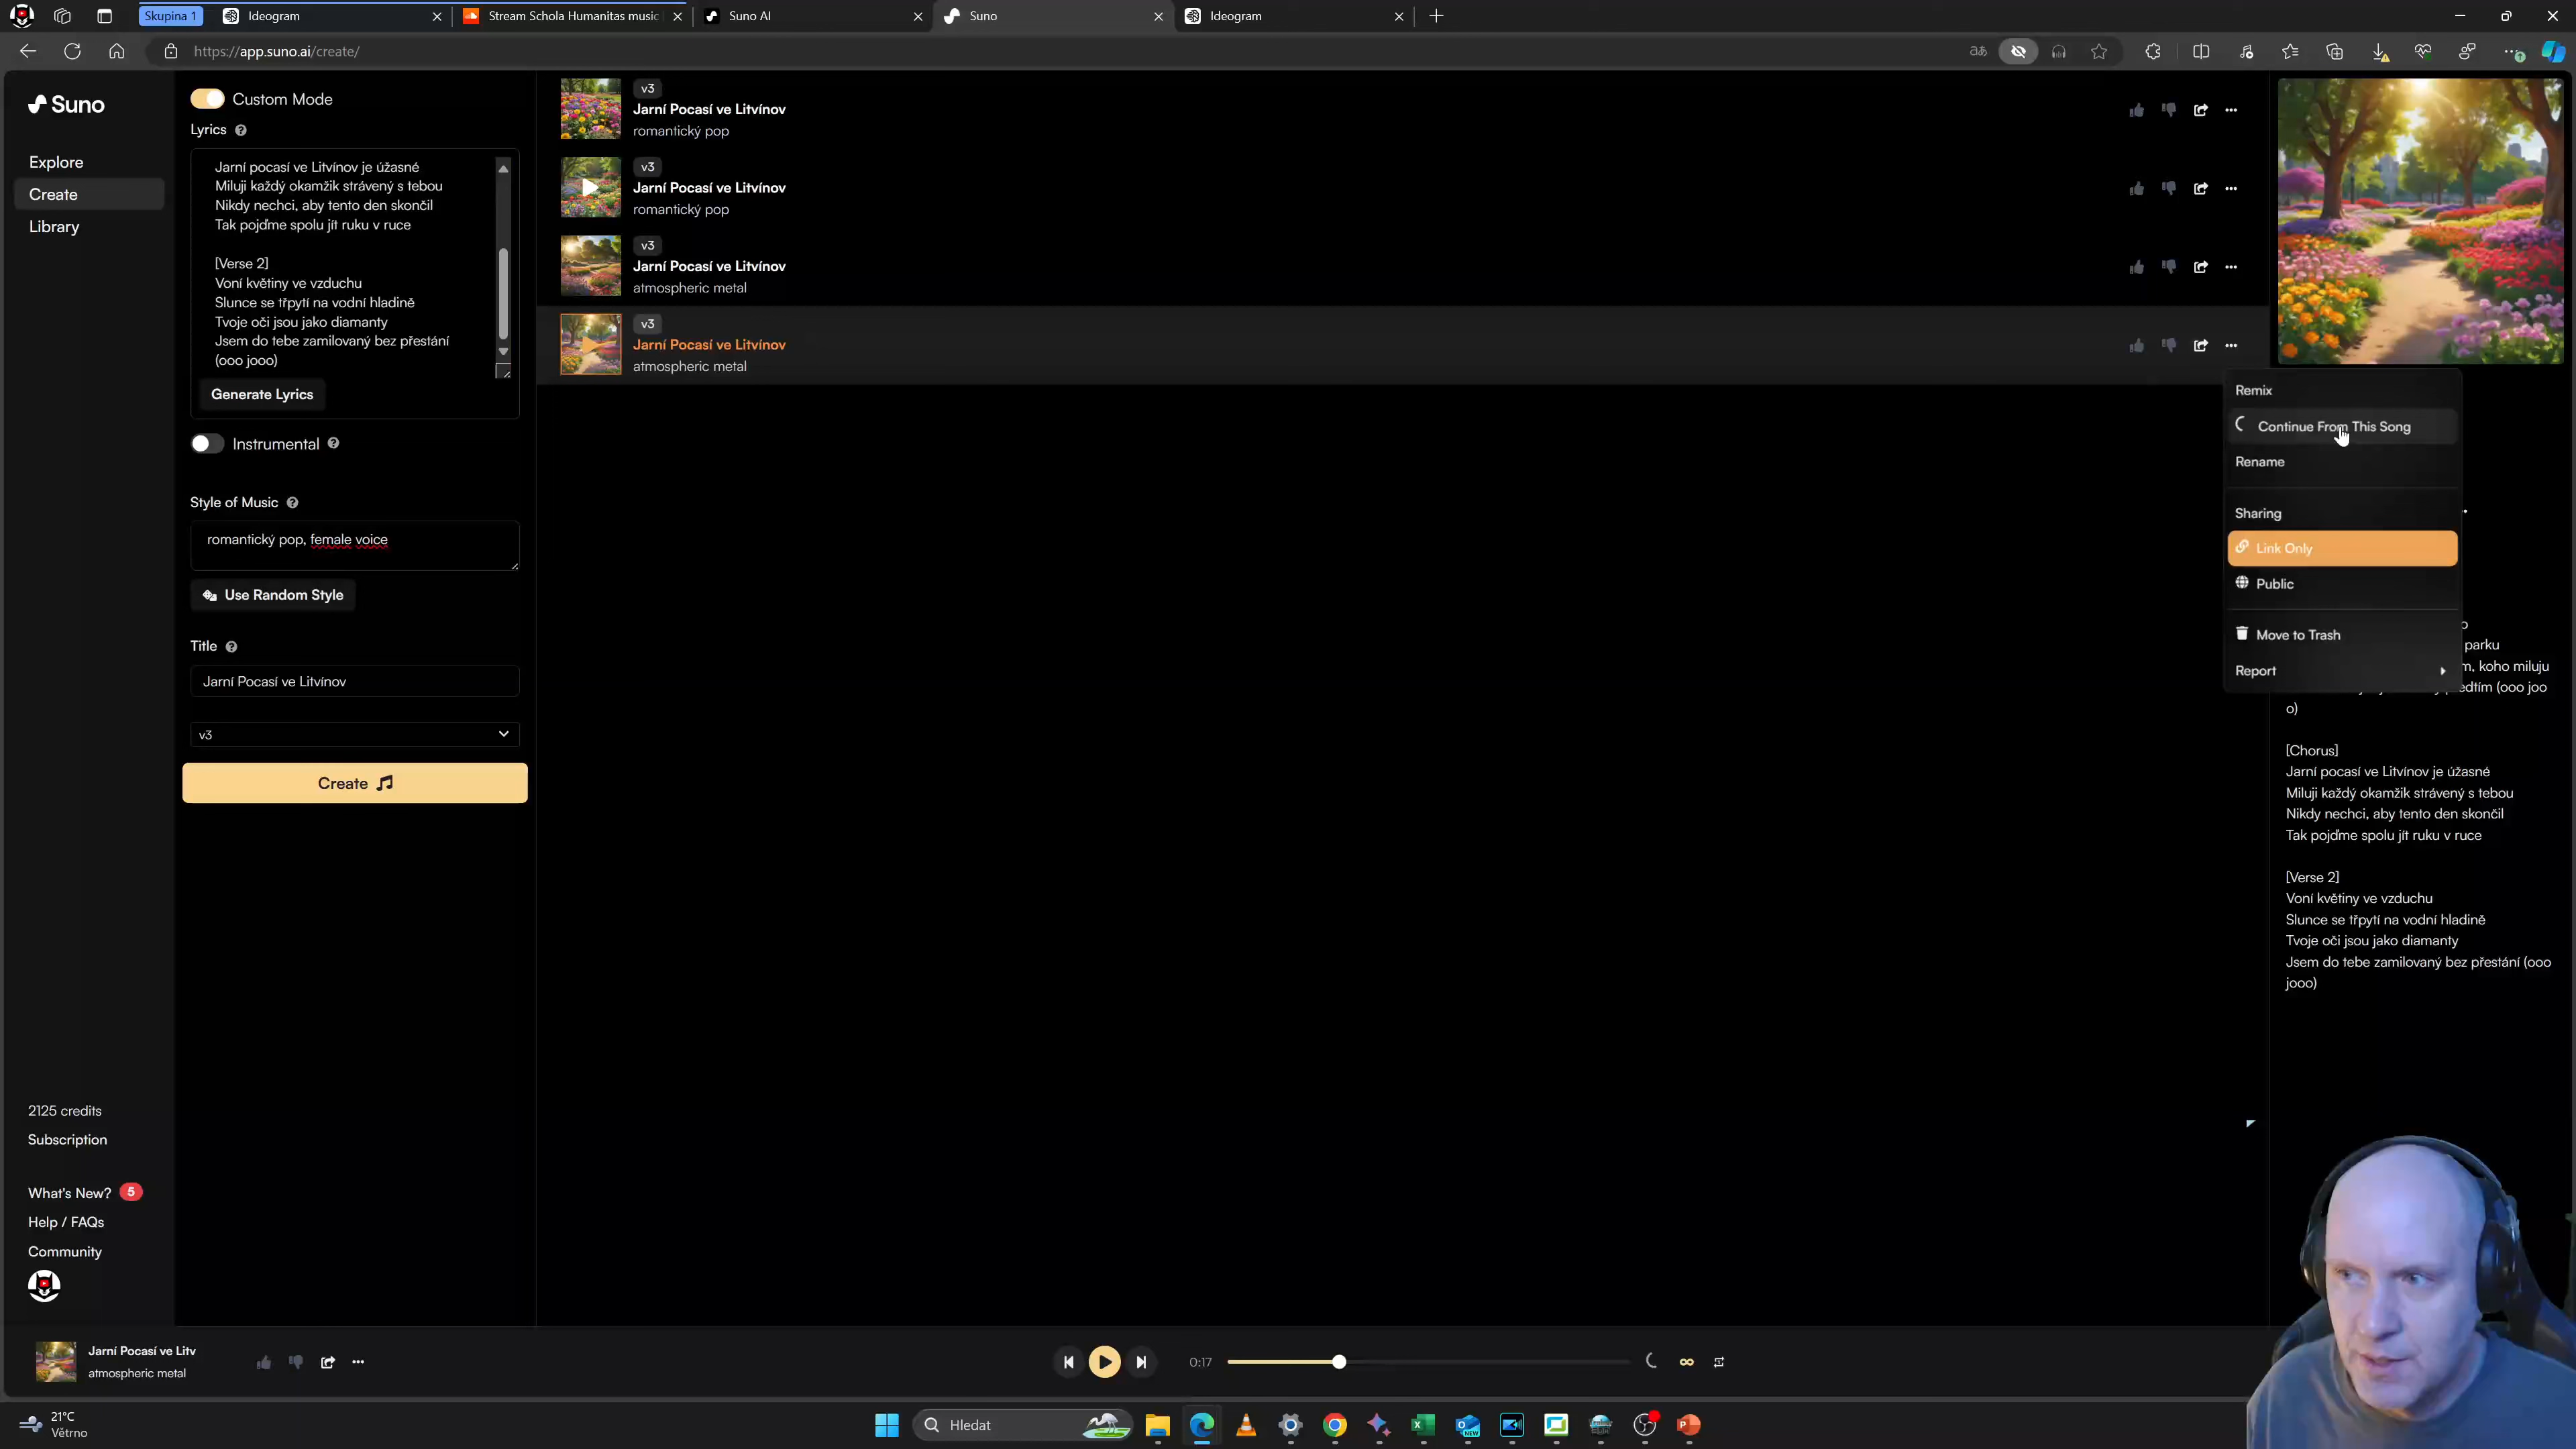 Skupina 1
Ideogram
Stream Schola Humanitas music
Suno AI
Suno
Ideogram
https://app.suno.ai/create/
Suno
Explore
Create
Library
2125 credits
Subscription
What's New? 5
Help / FAQs
Community
Custom Mode
Lyrics
Jarní pocasí ve Litvínov je úžasné
Miluji každý okamžik strávený s tebou
Nikdy nechci, aby tento den skončil
Tak pojďme spolu jít ruku v ruce
[Verse 2]
Voní květiny ve vzduchu
Slunce se třpytí na vodní hladině
Tvoje oči jsou jako diamanty
Jsem do tebe zamilovaný bez přestání
(ooo jooo)
Generate Lyrics
Instrumental
Style of Music
romantický pop, female voice
Use Random Style
Title
Jarní Pocasí ve Litvínov
v3
Create
v3
Jarní Pocasí ve Litvínov
romantický pop
v3
Jarní Pocasí ve Litvínov
romantický pop
v3
Jarní Pocasí ve Litvínov
atmospheric metal
v3
Jarní Pocasí ve Litvínov
atmospheric metal
Remix
Continue From This Song
Rename
Sharing
Link Only
Public
Move to Trash
Report
parku
koho miluju
(ooo joo
o)
[Chorus]
Jarní pocasí ve Litvínov je úžasné
Miluji každý okamžik strávený s tebou
Nikdy nechci, aby tento den skončil
Tak pojďme spolu jít ruku v ruce
[Verse 2]
Voní květiny ve vzduchu
Slunce se třpytí na vodní hladině
Tvoje oči jsou jako diamanty
Jsem do tebe zamilovaný bez přestání (ooo
jooo)
Jarní Pocasí ve Litv
atmospheric metal
0:17
21°C
Větrno
Hledat